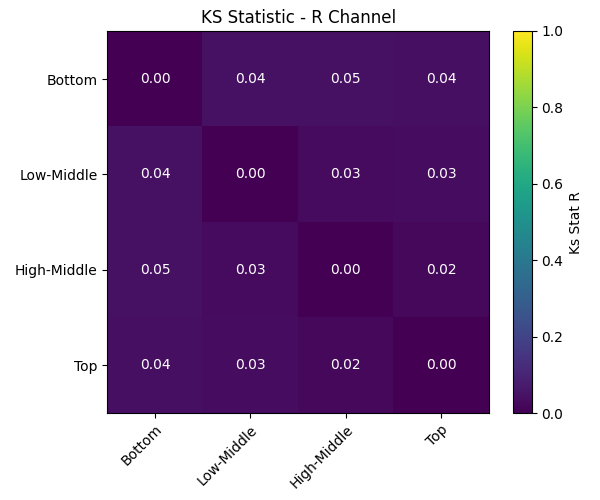 KS Statistic - R Channel
Bottom 0.00 0.04 0.05 0.04
Low-Middle 0.04 0.00 0.03 0.03
High-Middle 0.05 0.03 0.00 0.02
Top 0.04 0.03 0.02 0.00
Bottom Low-Middle High-Middle Top
1.0
0.8
0.6
0.4
0.2
0.0
Ks Stat R